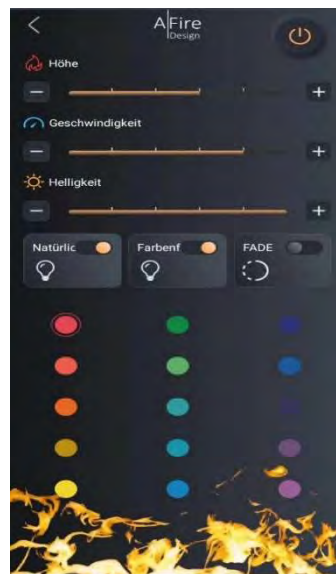 AFire
Design
Höhe
Geschwindigkeit
Helligkeit
Natürlic Farbenf FADE